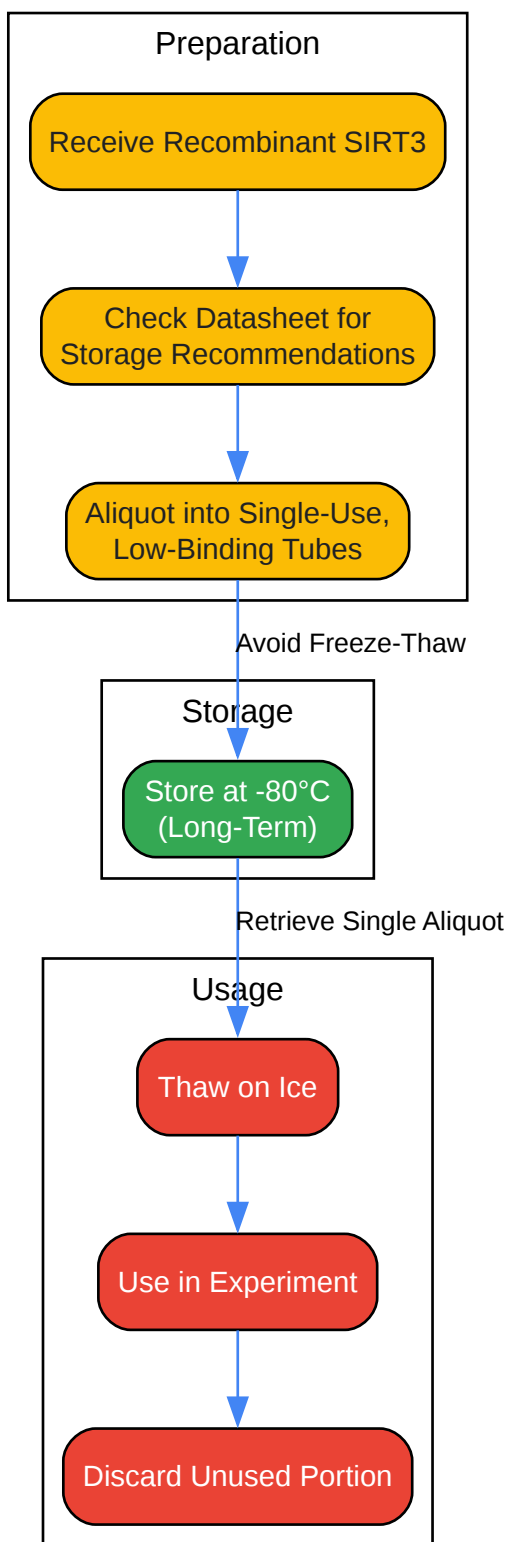 Preparation
Receive Recombinant SIRT3
Check Datasheet for
Storage Recommendations
Aliquot into Single-Use,
Low-Binding Tubes
Avoid Freeze-Thaw
Storage
Store at -80°C
(Long-Term)
Retrieve Single Aliquot
Usage
Thaw on Ice
Use in Experiment
Discard Unused Portion